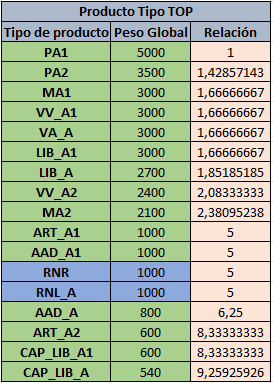 Producto Tipo TOP
Tipo de producto Peso Global Relación
PA1 5000 1
PA2 3500 1,42857143
MA1 3000 1,66666667
VV_A1 3000 1,66666667
VA_A 3000 1,66666667
LIB_A1 3000 1,66666667
LIB_A 2700 1,85185185
VV_A2 2400 2,08333333
MA2 2100 2,38095238
ART_A1 1000 5
AAD_A1 1000 5
RNR 1000 5
RNL_A 1000 5
AAD_A 800 6,25
ART_A2 600 8,33333333
CAP_LIB_A1 600 8,33333333
CAP_LIB_A 540 9,25925926